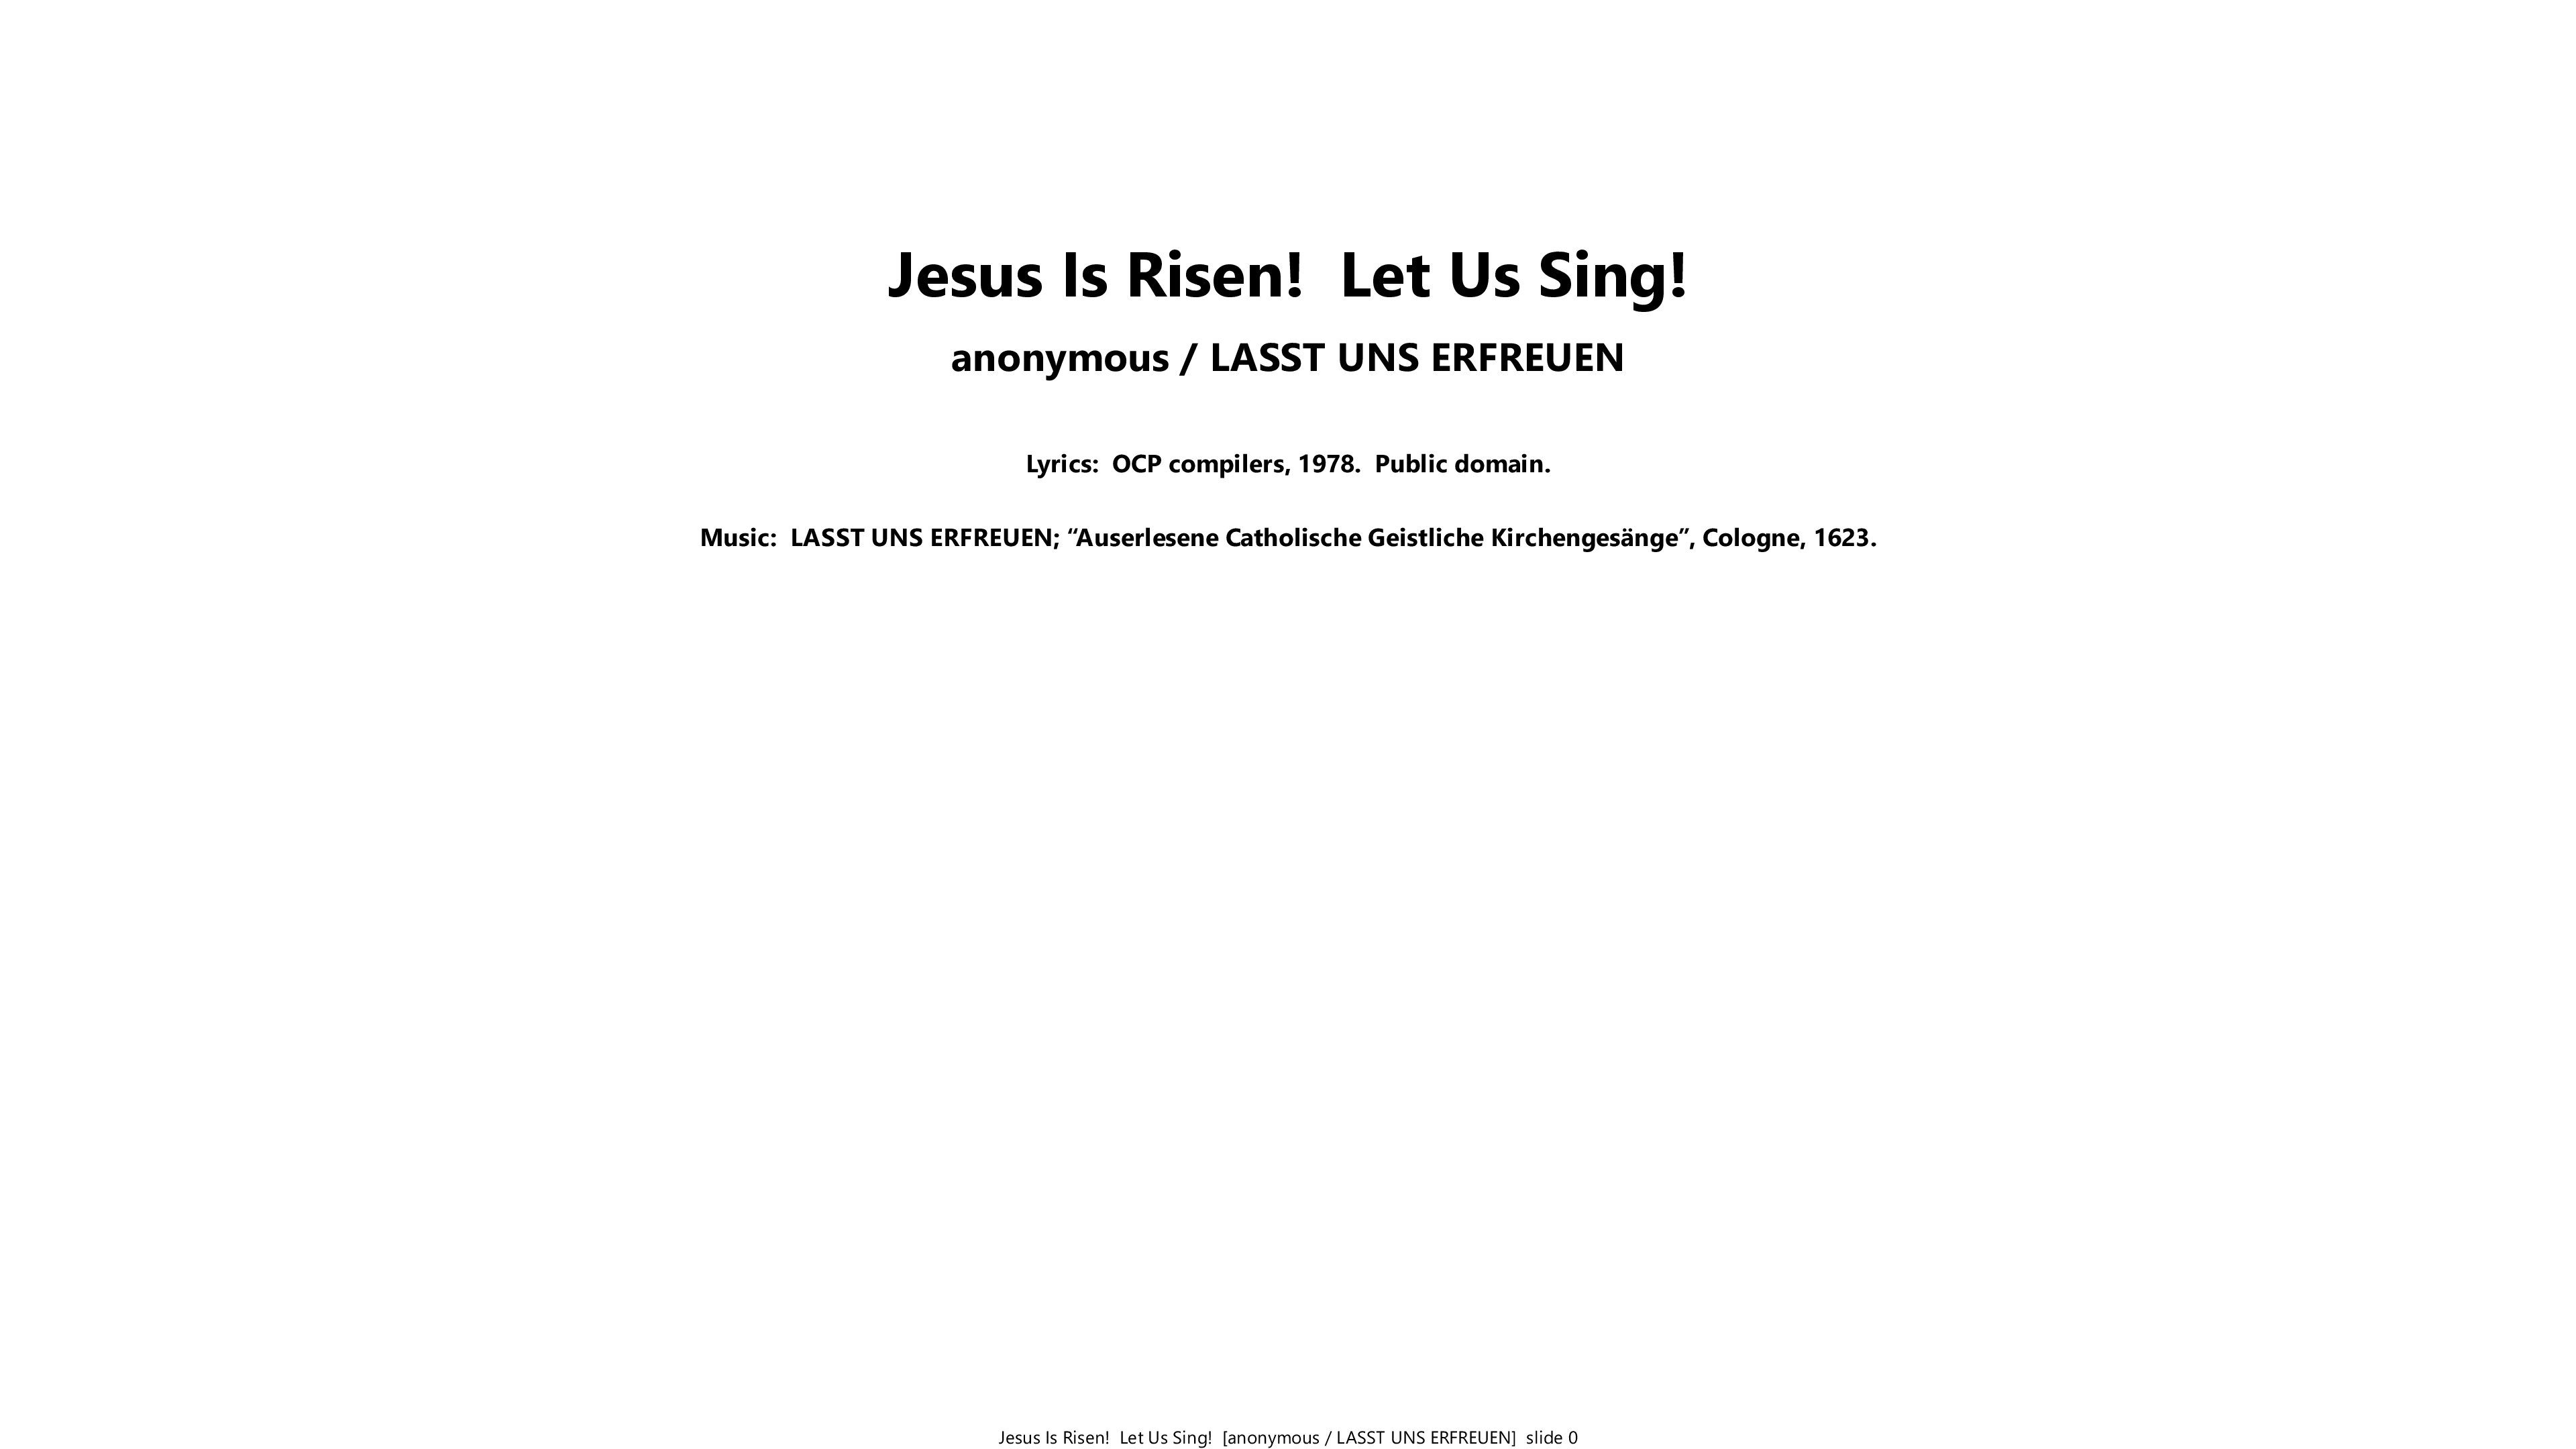 Jesus Is Risen!  Let Us Sing!
anonymous / LASST UNS ERFREUEN
Lyrics:  OCP compilers, 1978.  Public domain.
Music:  LASST UNS ERFREUEN; “Auserlesene Catholische Geistliche Kirchengesänge”, Cologne, 1623.
Jesus Is Risen!  Let Us Sing!  [anonymous / LASST UNS ERFREUEN]  slide 0